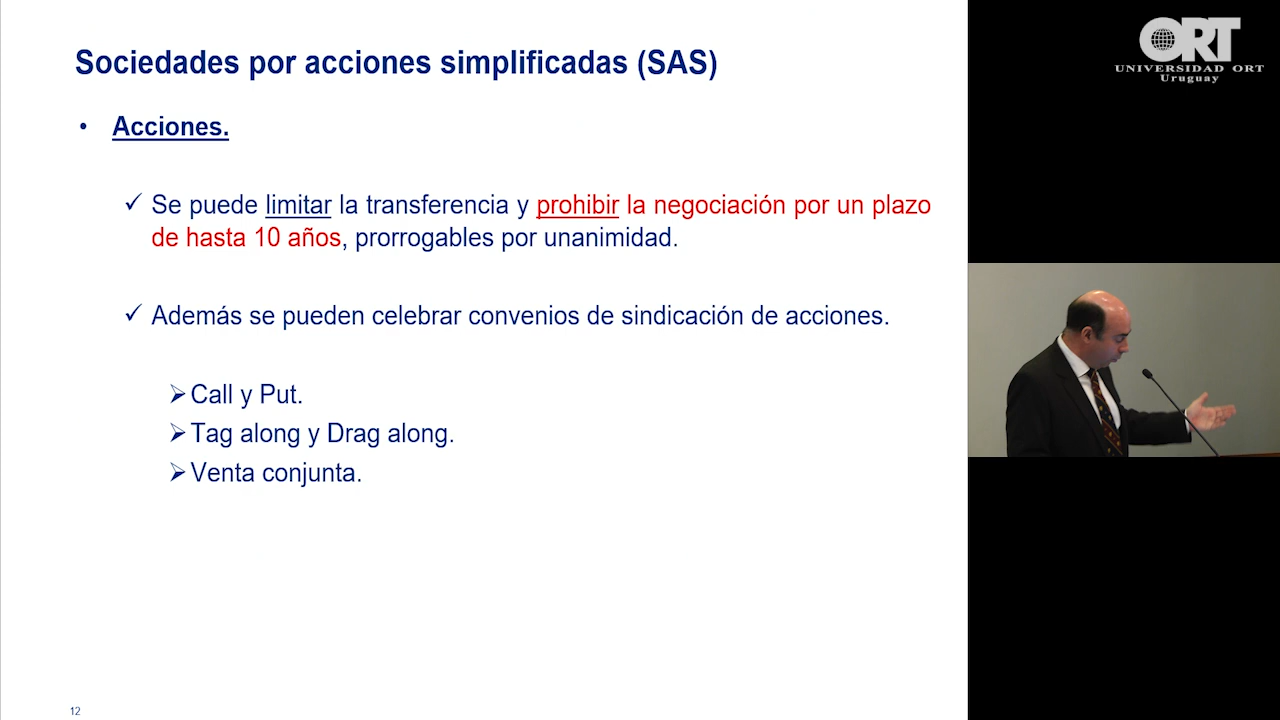 Sociedades por acciones simplificadas (SAS)
• Acciones.
✓ Se puede limitar la transferencia y prohibir la negociación por un plazo
de hasta 10 años, prorrogables por unanimidad.
✓ Además se pueden celebrar convenios de sindicación de acciones.
➢ Call y Put.
➢ Tag along y Drag along.
➢ Venta conjunta.
12
ORT
UNIVERSIDAD ORT
Uruguay